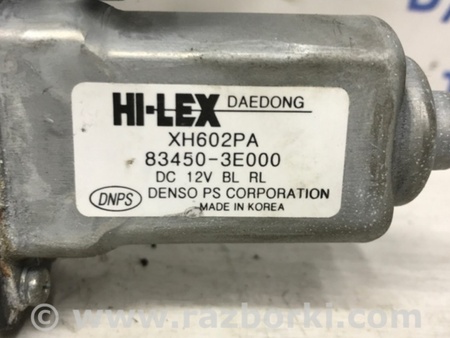 HI-LEX DAEDONG
XH602PA
83450-3E000
DC 12V BL RL
DNPS DENSO PS CORPORATION
MADE IN KOREA
www.razborki.com